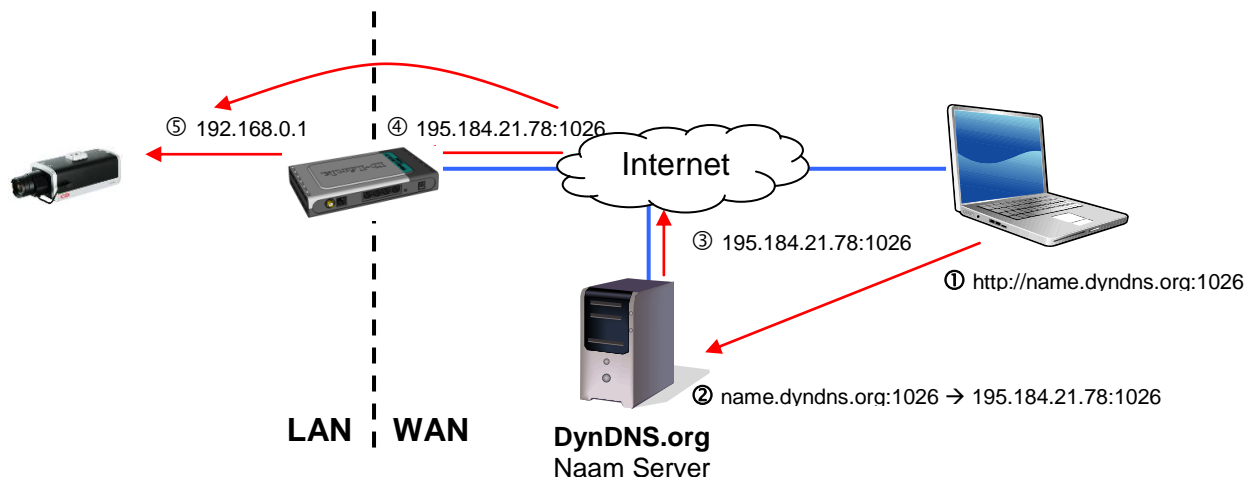 ⑤ 192.168.0.1
④ 195.184.21.78:1026
Internet
③ 195.184.21.78:1026
① http://name.dyndns.org:1026
② name.dyndns.org:1026 → 195.184.21.78:1026
LAN
WAN
DynDNS.org
Naam Server
D-Link